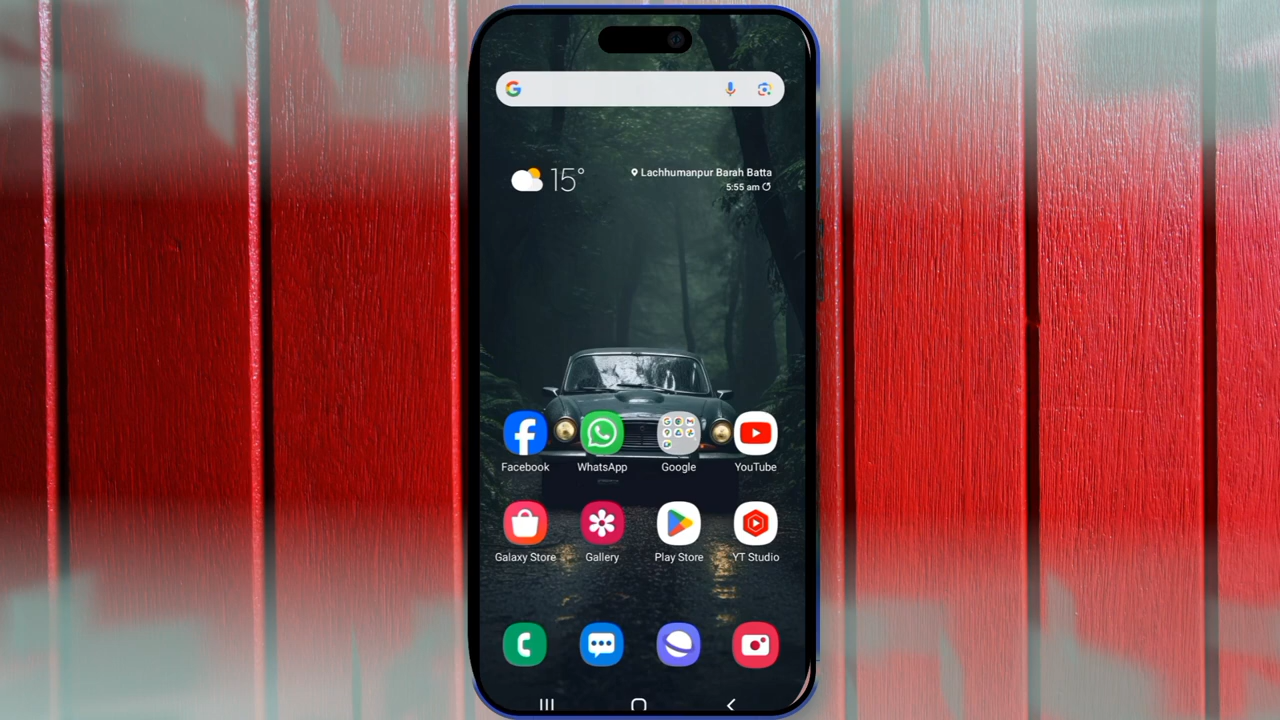 15°
Lachhumanpur Barah Batta
5:55 am
Facebook
WhatsApp
Google
YouTube
Galaxy Store
Gallery
Play Store
YT Studio